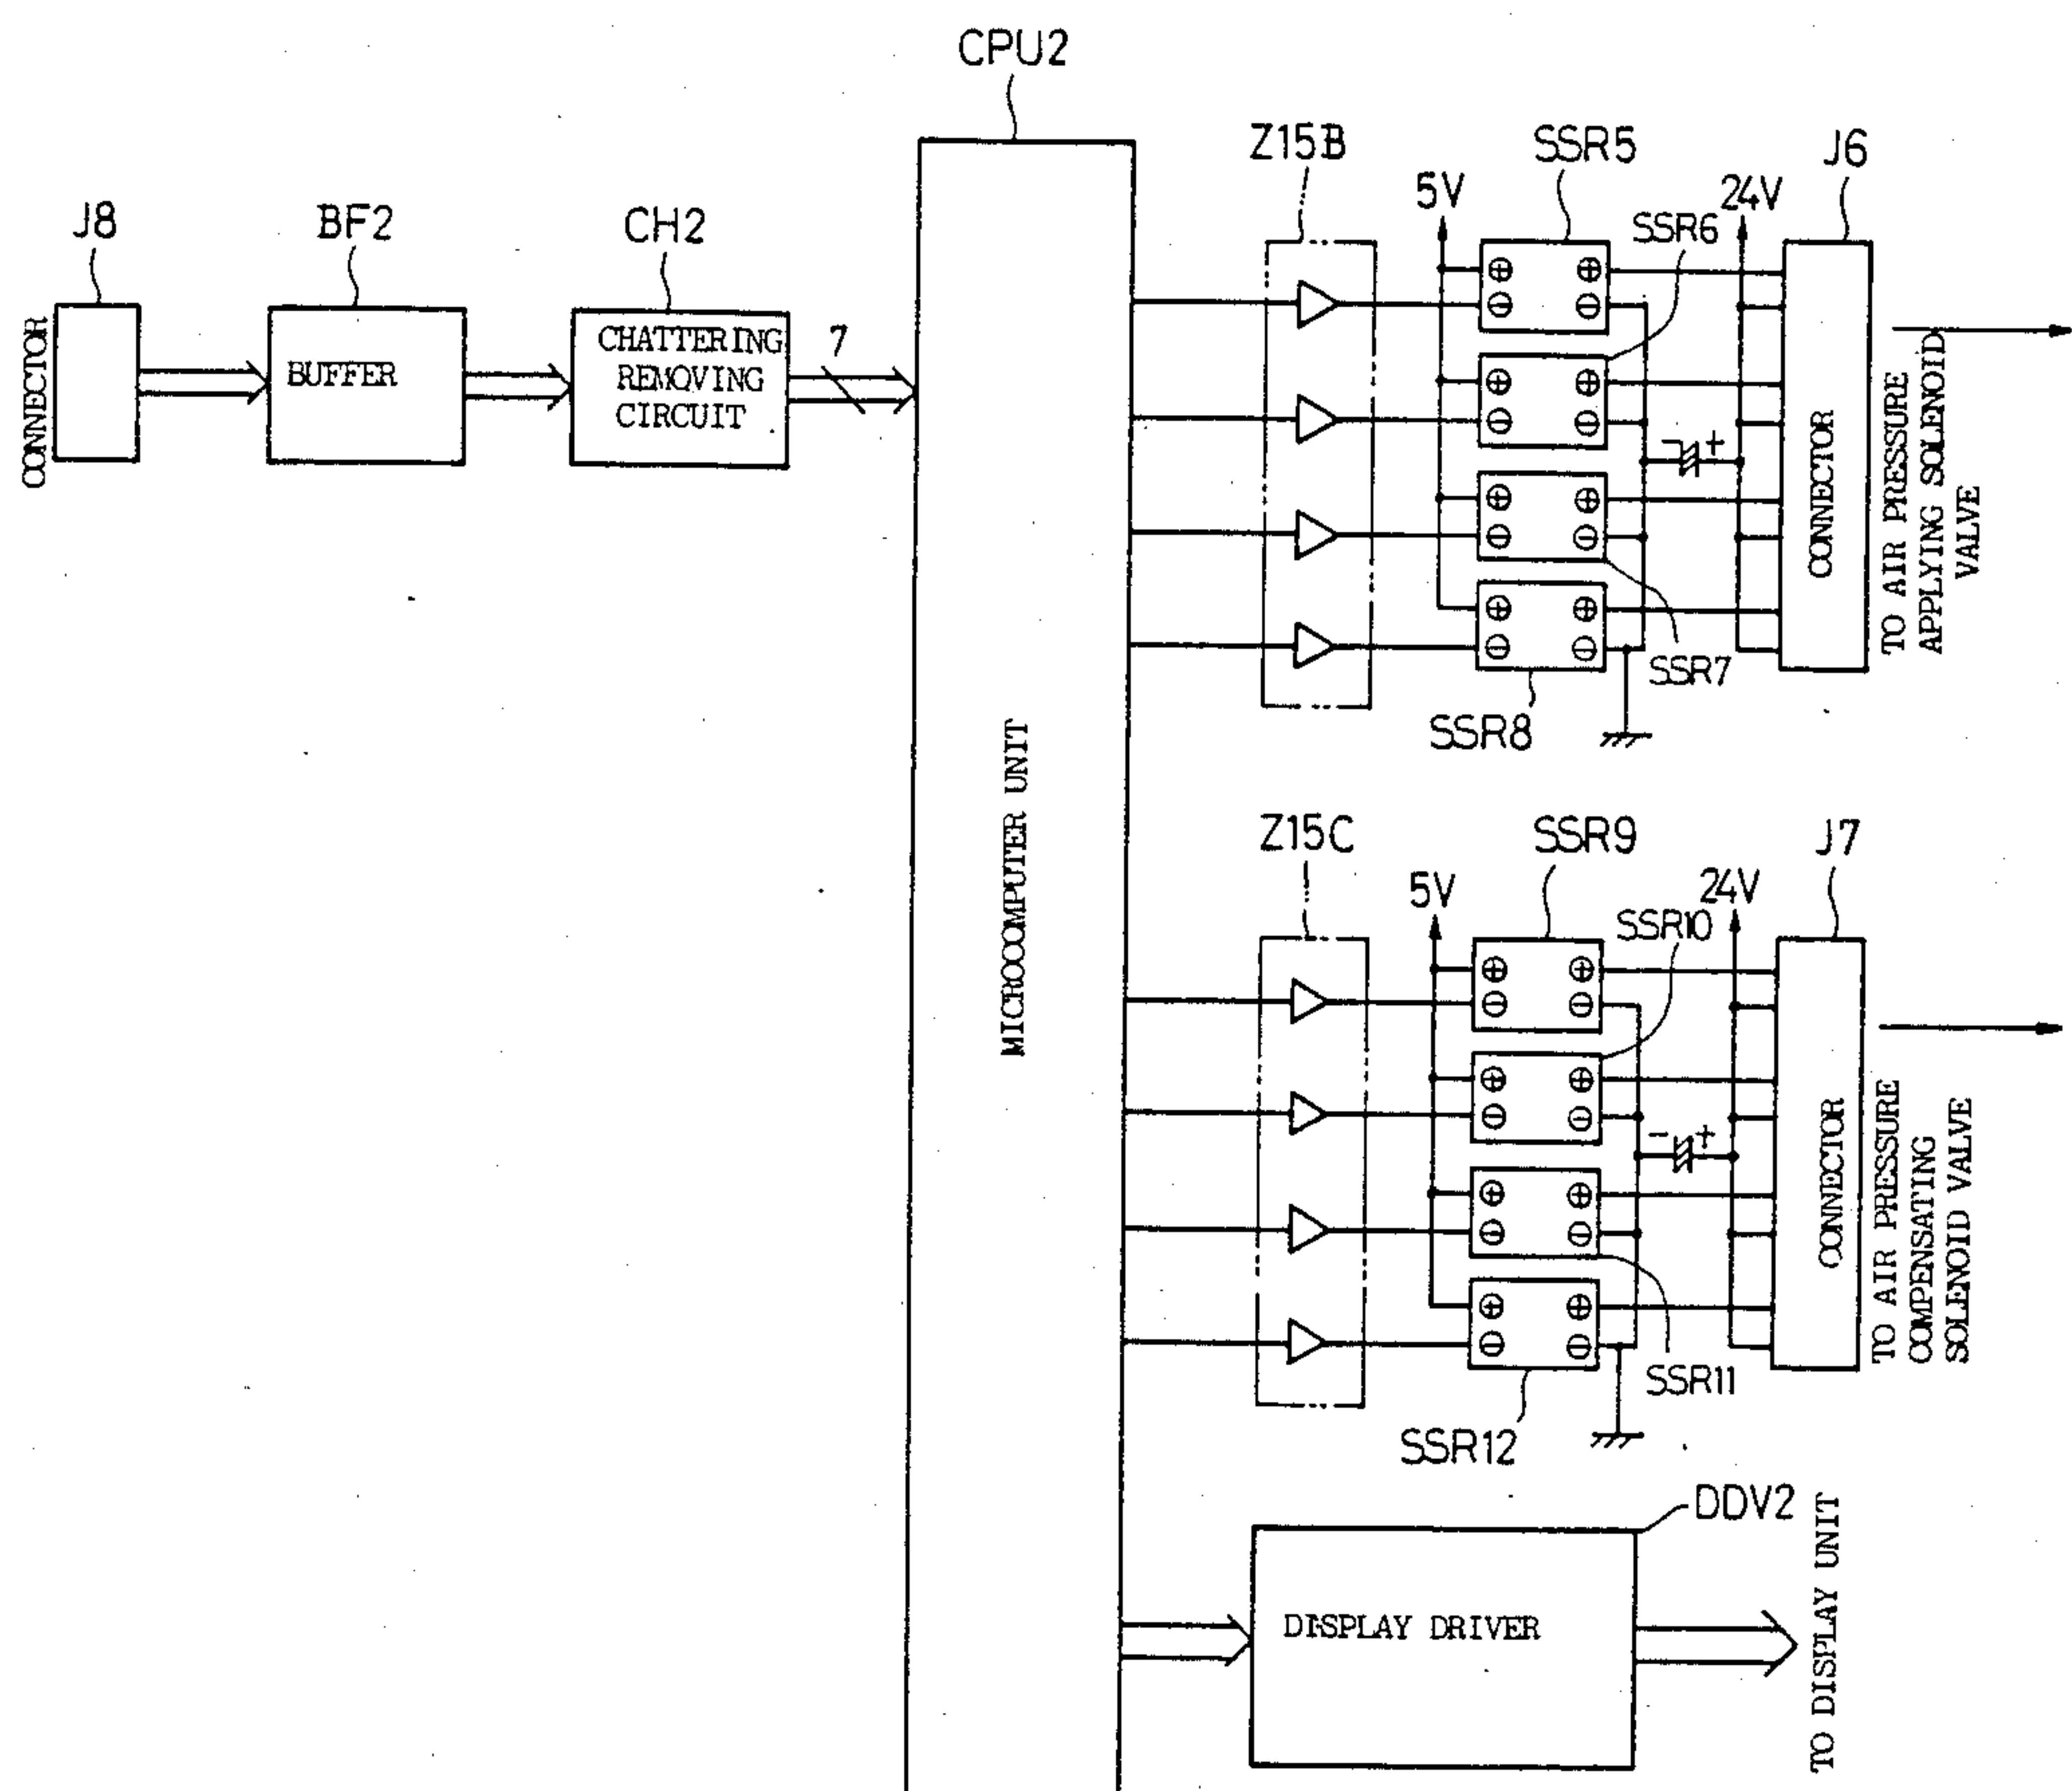 CPU2
J8
BF2
CH2
CONNECTOR
BUFFER
CHATTERING
REMOVING
CIRCUIT
7
MICROCOMPUTER UNIT
Z15B
5V
SSR5
SSR6
24V
J6
⊕ ⊕
⊖ ⊖
⊕ ⊕
⊖ ⊖
- +
⊕ ⊕
⊖ ⊖
⊕ ⊕
⊖ ⊖
SSR7
SSR8
CONNECTOR
TO AIR PRESSURE
APPLYING SOLENOID
VALVE
Z15C
5V
SSR9
SSR10
24V
J7
⊕ ⊕
⊖ ⊖
⊕ ⊕
⊖ ⊖
- +
⊕ ⊕
⊖ ⊖
⊕ ⊕
⊖ ⊖
SSR11
SSR12
CONNECTOR
TO AIR PRESSURE
COMPENSATING
SOLENOID VALVE
DDV2
DISPLAY DRIVER
TO DISPLAY UNIT